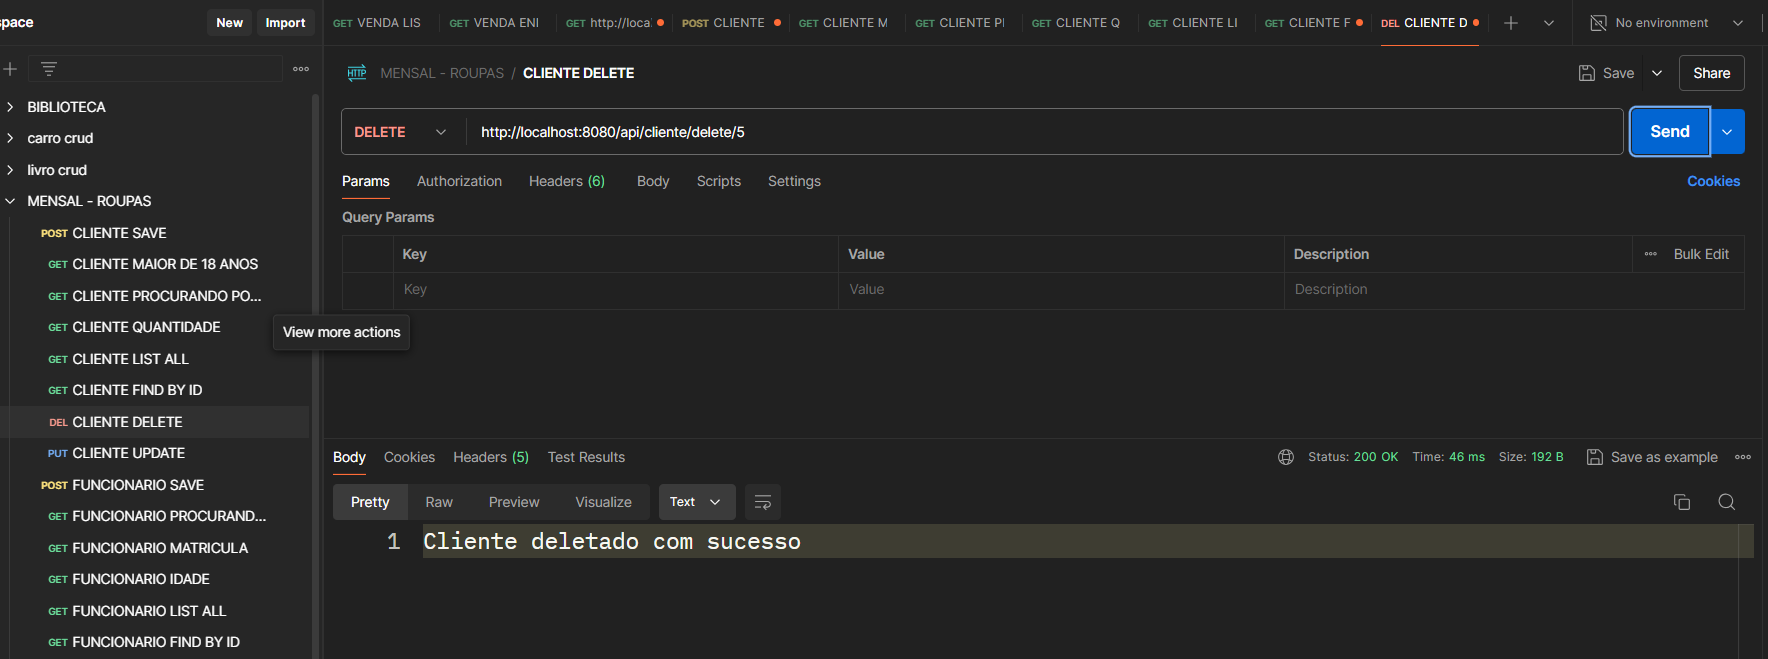 space New Import
GET VENDA LIS GET VENDA ENI GET http://loca POST CLIENTE GET CLIENTE M GET CLIENTE PI GET CLIENTE Q GET CLIENTE LI GET CLIENTE F DEL CLIENTE D No environment
HTTP MENSAL - ROUPAS / CLIENTE DELETE Save Share
BIBLIOTECA
carro crud
livro crud
MENSAL - ROUPAS
POST CLIENTE SAVE
GET CLIENTE MAIOR DE 18 ANOS
GET CLIENTE PROCURANDO PO...
GET CLIENTE QUANTIDADE
View more actions
GET CLIENTE LIST ALL
GET CLIENTE FIND BY ID
DEL CLIENTE DELETE
PUT CLIENTE UPDATE
POST FUNCIONARIO SAVE
GET FUNCIONARIO PROCURAND...
GET FUNCIONARIO MATRICULA
GET FUNCIONARIO IDADE
GET FUNCIONARIO LIST ALL
GET FUNCIONARIO FIND BY ID
DELETE http://localhost:8080/api/cliente/delete/5 Send
Params Authorization Headers (6) Body Scripts Settings Cookies
Query Params
Key Value Description Bulk Edit
Key Value Description
Body Cookies Headers (5) Test Results Status: 200 OK Time: 46 ms Size: 192 B Save as example
Pretty Raw Preview Visualize Text
1 Cliente deletado com sucesso